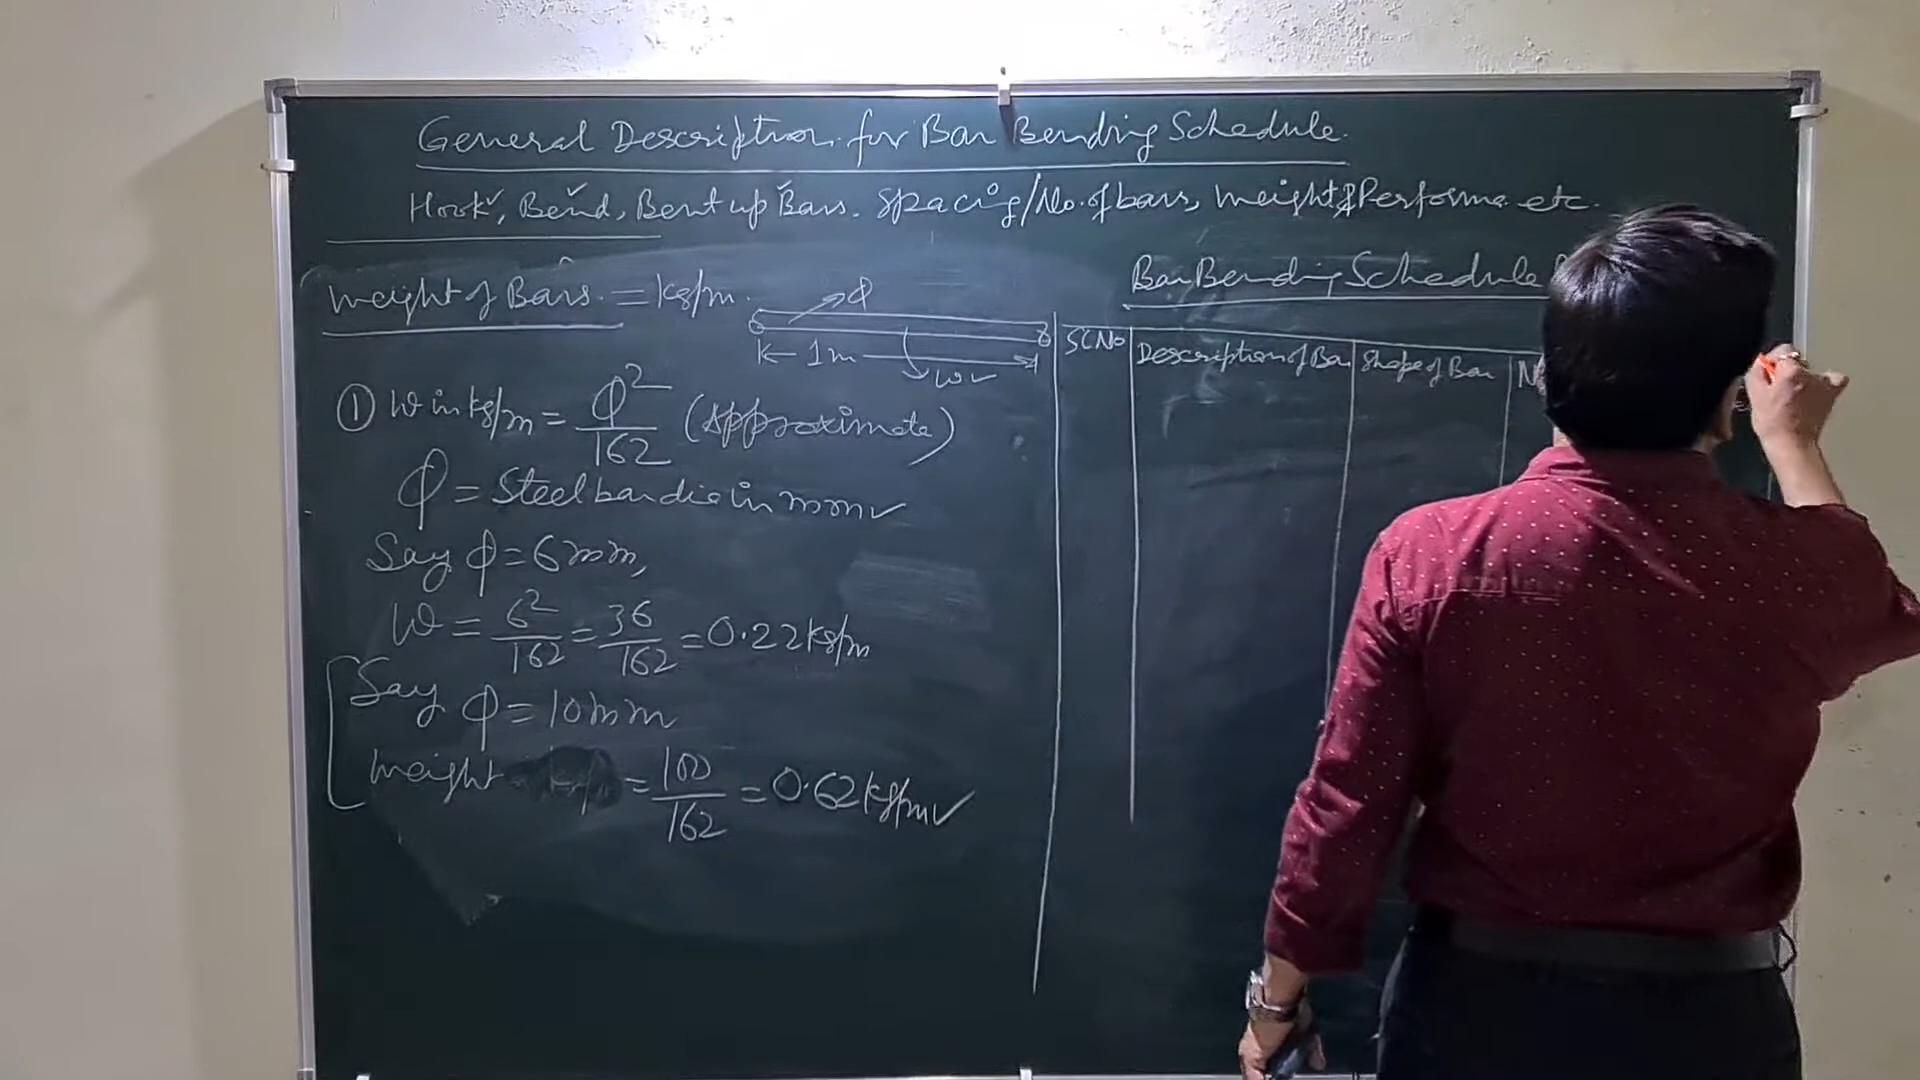 General Description for Bar Bending Schedule.
Hook, Bend, Bent up Bars. Spacing/No. of bars, Weight & Performa etc.
Weight of Bars. = kg/m.
φ
1m
w
① W in kg/m = φ²/162 (Approximate)
φ = Steel bar dia in mm
Say φ = 6mm,
W = 6²/162 = 36/162 = 0.22 kg/m
Say φ = 10mm
Weight = 100/162 = 0.62 kg/m
Bar Bending Schedule
Sr No
Description of Bar
Shape of Bar